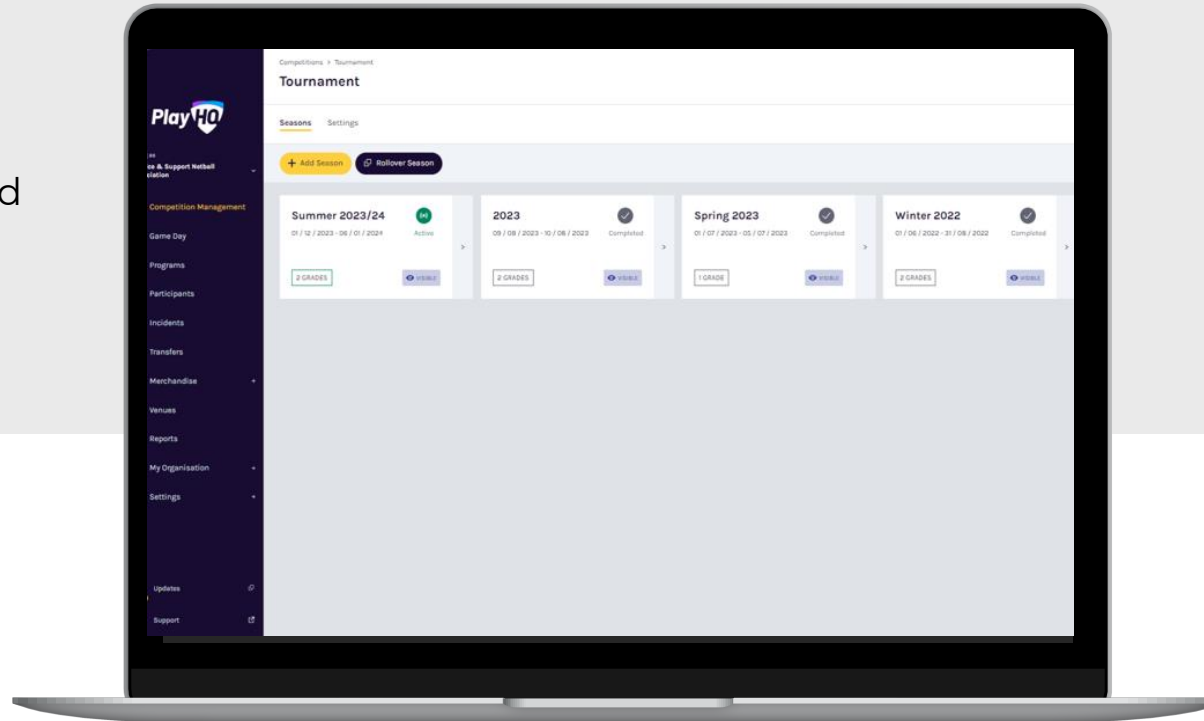 d
Competitions > Tournament
Tournament
PlayHQ
& Support Netball
Seasons Settings
+ Add Season Rollover Season
Competition Management
Game Day
Programs
Participants
Incidents
Transfers
Merchandise
Venues
Reports
My Organisation
Settings
Updates
Support
Summer 2023/24
01 / 12 / 2023 - 06 / 01 / 2024
Active
2 GRADES
VISIBLE
2023
09 / 08 / 2023 - 10 / 08 / 2023
Completed
2 GRADES
VISIBLE
Spring 2023
01 / 07 / 2023 - 05 / 07 / 2023
Completed
1 GRADE
VISIBLE
Winter 2022
01 / 06 / 2022 - 31 / 08 / 2022
Completed
2 GRADES
VISIBLE